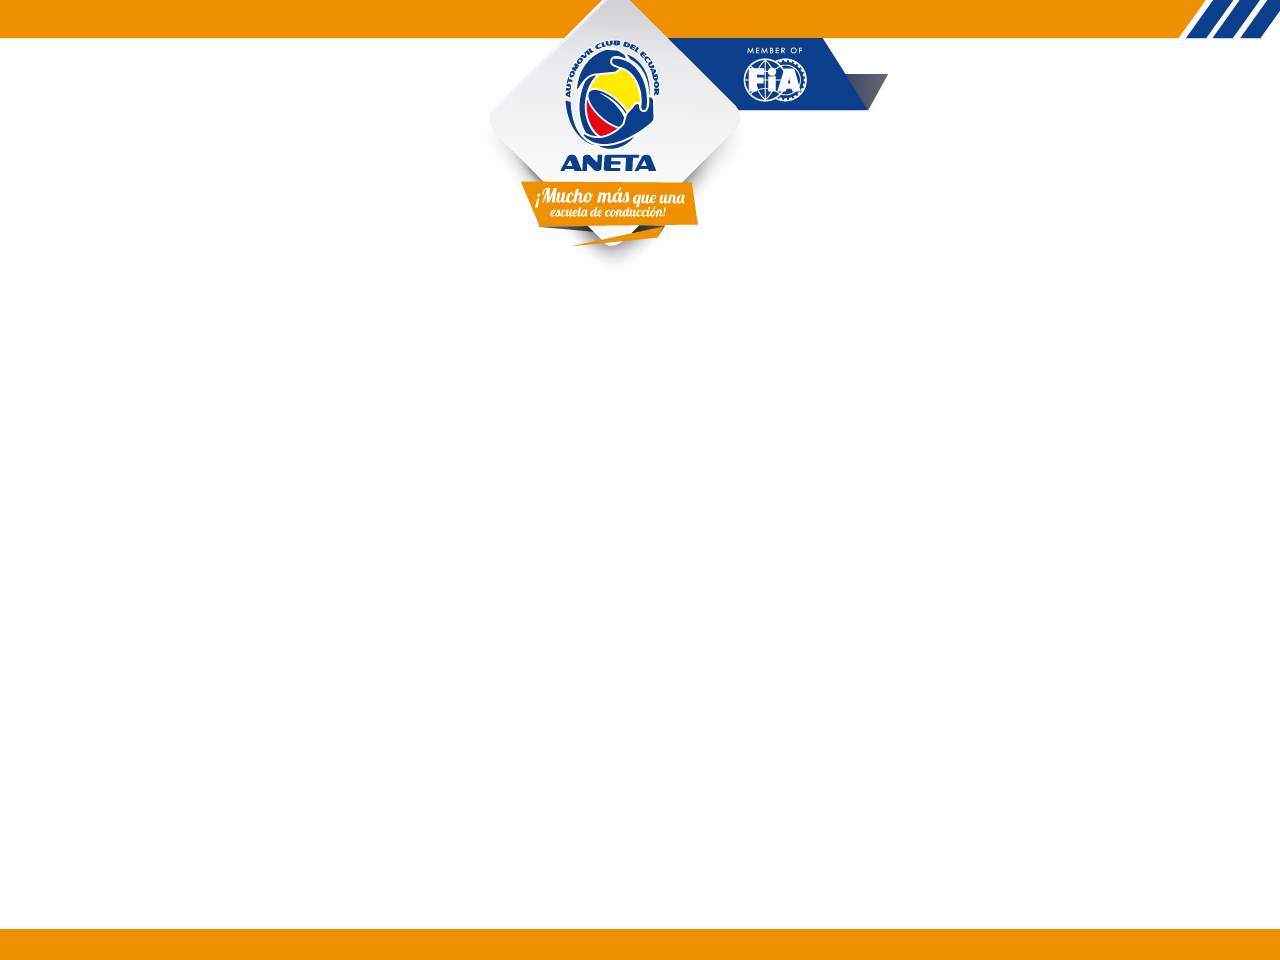 AUTOMOVIL CLUB DEL ECUADOR
MEMBER OF
FiA
ANETA
¡Mucho más que una
escuela de conducción!